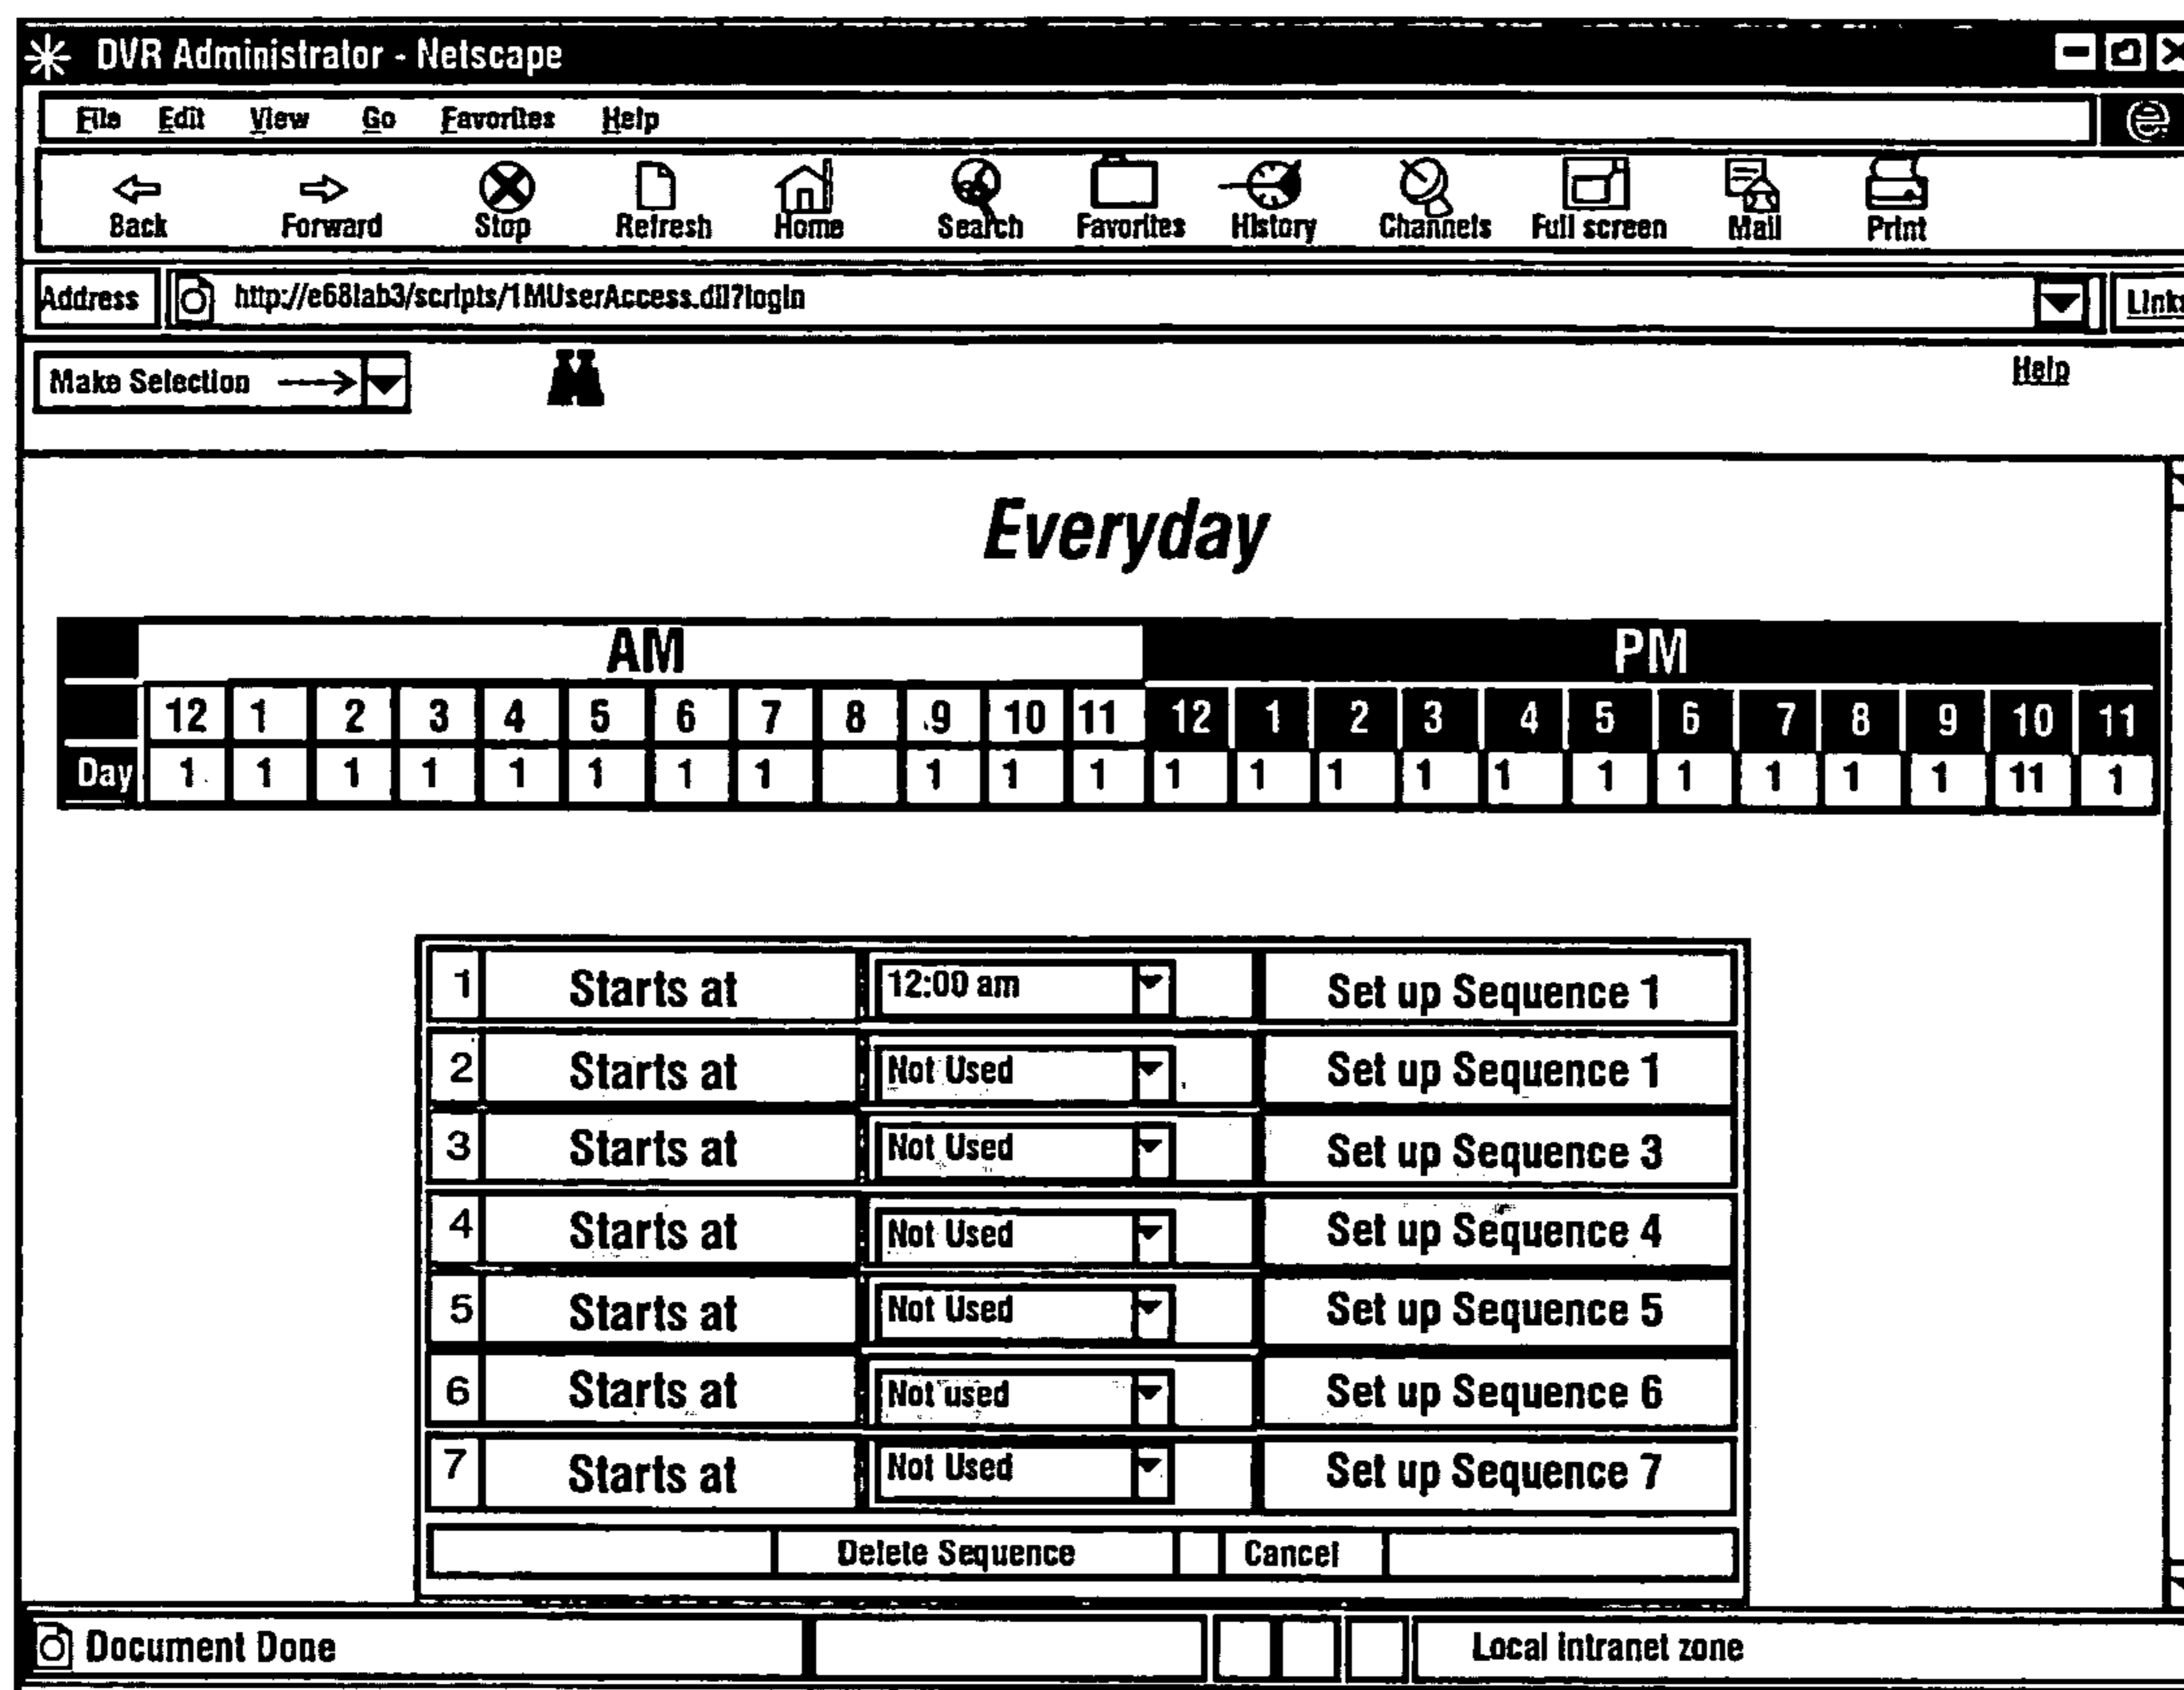 DVR Administrator - Netscape
File Edit View Go Favorites Help
Back Forward Stop Refresh Home Search Favorites History Channels Full screen Mail Print
Address http://e68lab3/scripts/1MUserAccess.dll?login Links
Make Selection Help
Everyday
AM PM
12 1 2 3 4 5 6 7 8 9 10 11 12 1 2 3 4 5 6 7 8 9 10 11
Day 1 1 1 1 1 1 1 1 1 1 1 1 1 1 1 1 1 1 1 1 1 11 1
1 Starts at 12:00 am Set up Sequence 1
2 Starts at Not Used Set up Sequence 1
3 Starts at Not Used Set up Sequence 3
4 Starts at Not Used Set up Sequence 4
5 Starts at Not Used Set up Sequence 5
6 Starts at Not used Set up Sequence 6
7 Starts at Not Used Set up Sequence 7
Delete Sequence Cancel
Document Done Local intranet zone